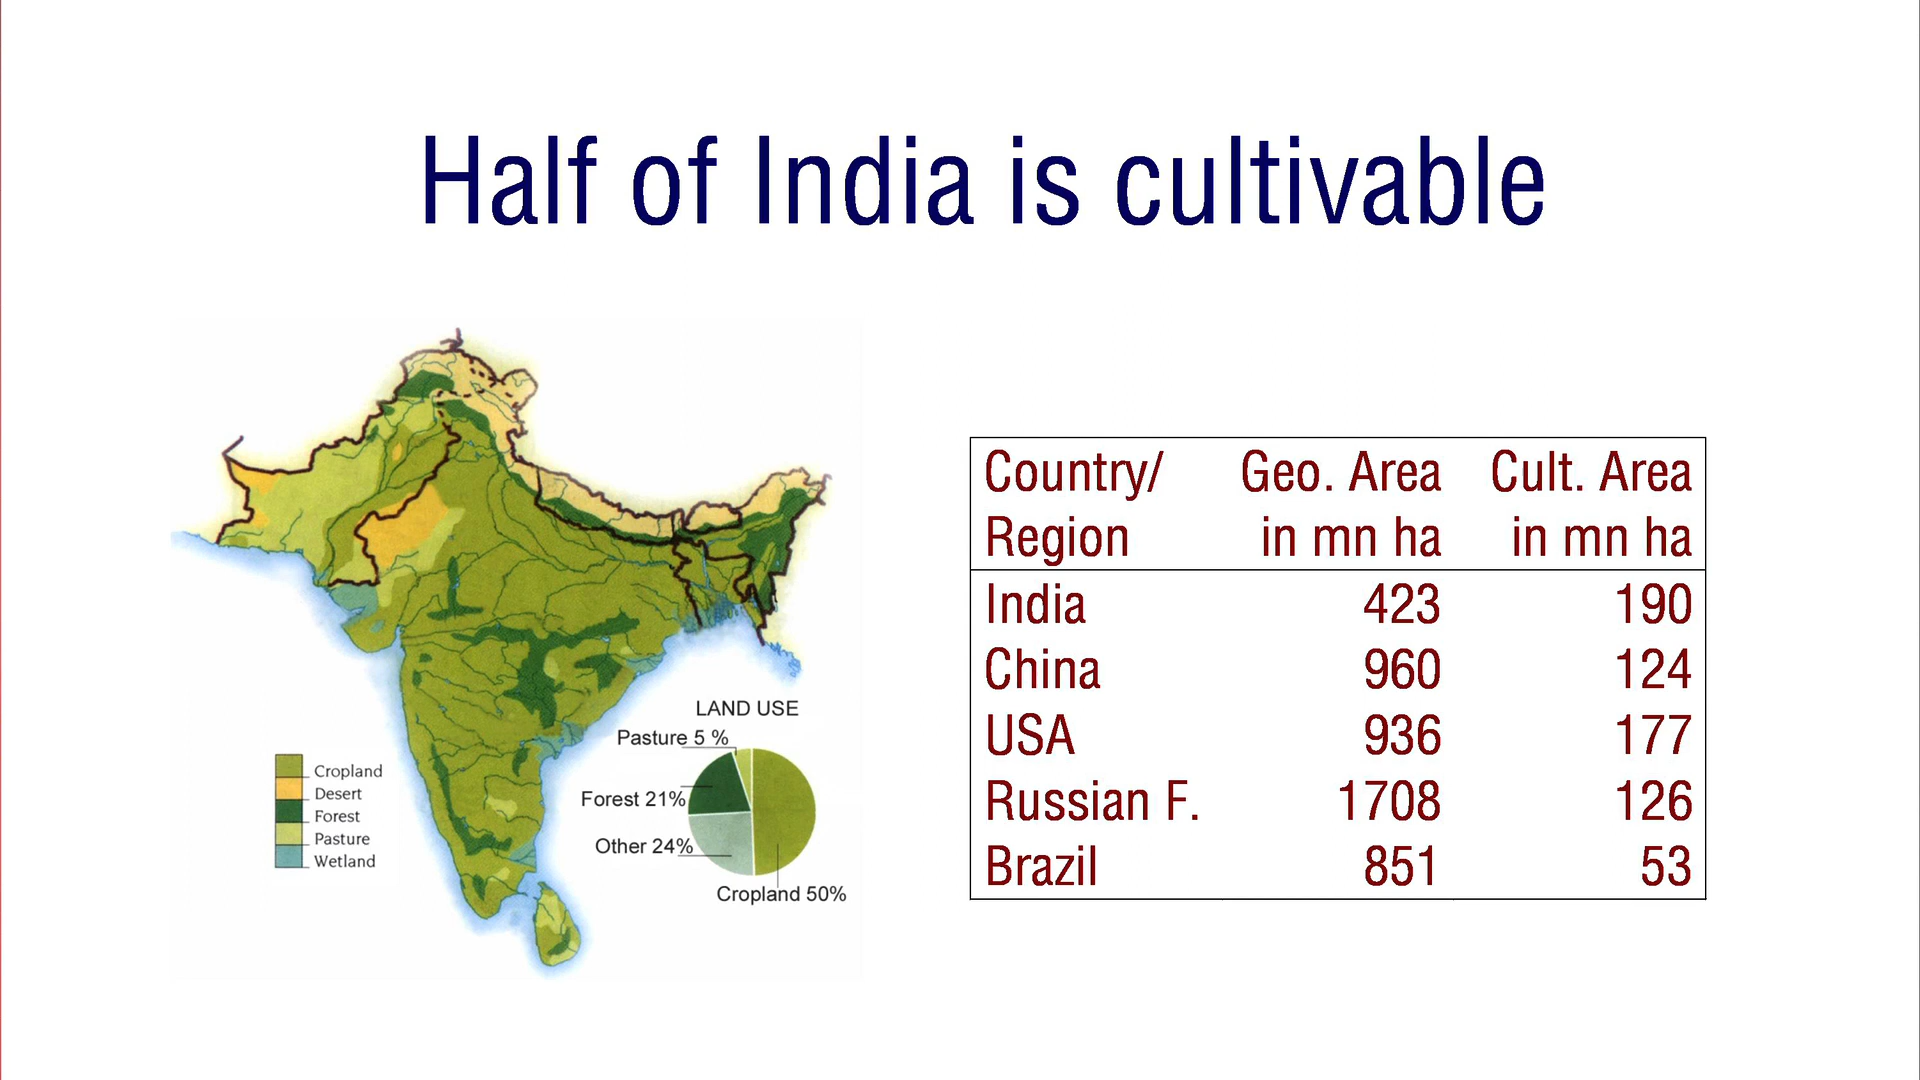 Half of India is cultivable
LAND USE
Pasture 5 %
Forest 21%
Other 24%
Cropland 50%
Cropland
Desert
Forest
Pasture
Wetland
Country/ Geo. Area Cult. Area
Region in mn ha in mn ha
India 423 190
China 960 124
USA 936 177
Russian F. 1708 126
Brazil 851 53